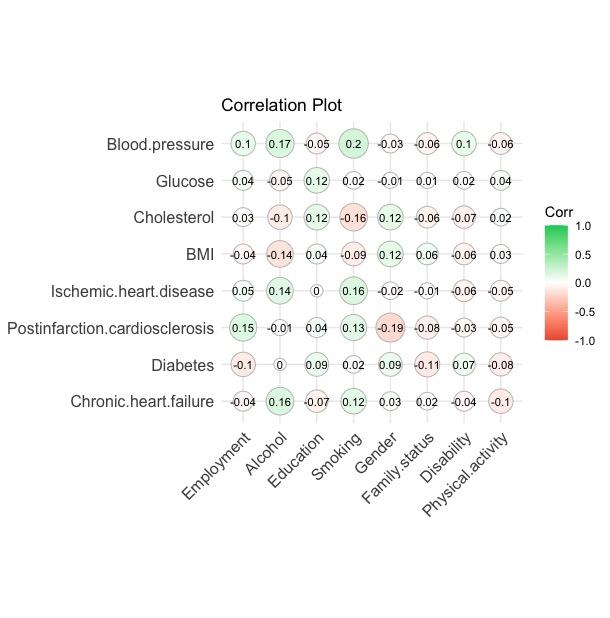 Correlation Plot
Blood.pressure 0.1 0.17 -0.05 0.2 -0.03 -0.06 0.1 -0.06
Glucose 0.04 -0.05 0.12 0.02 -0.01 0.01 0.02 0.04
Cholesterol 0.03 -0.1 0.12 -0.16 0.12 -0.06 -0.07 0.02
BMI -0.04 -0.14 0.04 -0.09 0.12 0.06 -0.06 0.03
Ischemic.heart.disease 0.05 0.14 0 0.16 -0.02 -0.01 -0.06 -0.05
Postinfarction.cardiosclerosis 0.15 -0.01 0.04 0.13 -0.19 -0.08 -0.03 -0.05
Diabetes -0.1 0 0.09 0.02 0.09 -0.11 0.07 -0.08
Chronic.heart.failure -0.04 0.16 -0.07 0.12 0.03 0.02 -0.04 -0.1
Employment Alcohol Education Smoking Gender Family.status Disability Physical.activity
Corr
1.0
0.5
0.0
-0.5
-1.0